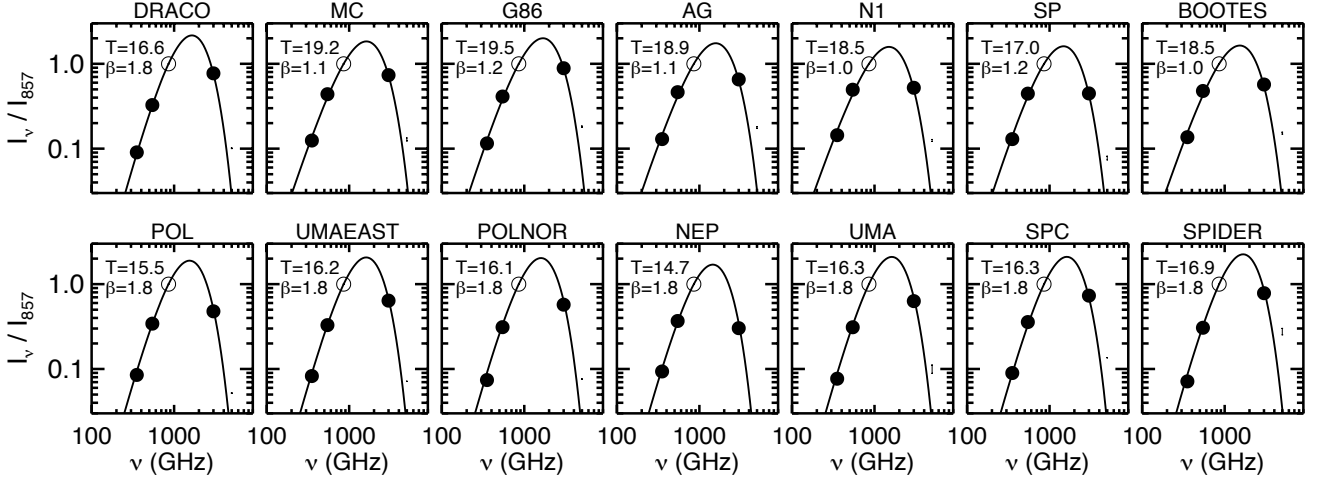 DRACO MC G86 AG N1 SP BOOTES
T=16.6 T=19.2 T=19.5 T=18.9 T=18.5 T=17.0 T=18.5
β=1.8 β=1.1 β=1.2 β=1.1 β=1.0 β=1.2 β=1.0
1.0
0.1
Iν / I857
POL UMAEAST POLNOR NEP UMA SPC SPIDER
T=15.5 T=16.2 T=16.1 T=14.7 T=16.3 T=16.3 T=16.9
β=1.8 β=1.8 β=1.8 β=1.8 β=1.8 β=1.8 β=1.8
1.0
0.1
Iν / I857
100 1000 100 1000 100 1000 100 1000 100 1000 100 1000 100 1000
ν (GHz) ν (GHz) ν (GHz) ν (GHz) ν (GHz) ν (GHz) ν (GHz)